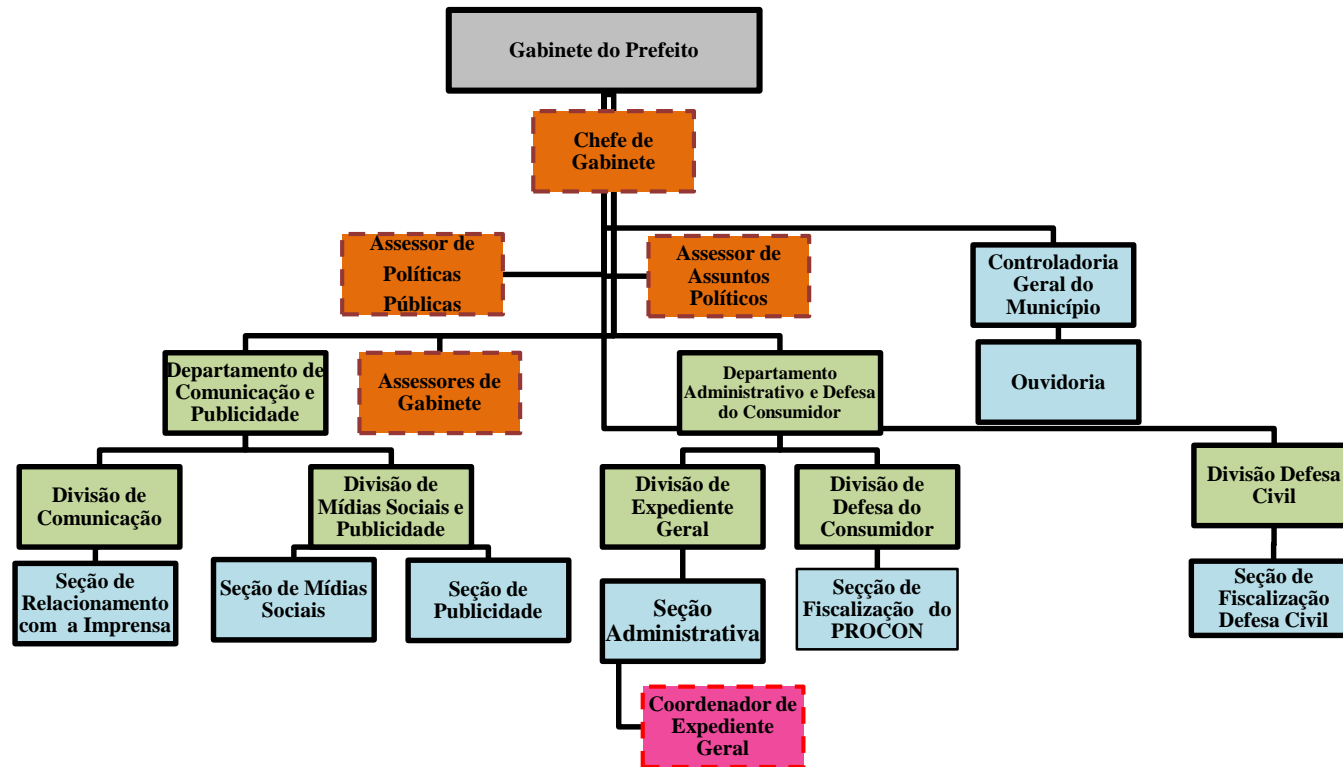 Gabinete do Prefeito
Chefe de
Gabinete
Assessor de
Políticas
Públicas
Assessor de
Assuntos
Políticos
Controladoria
Geral do
Município
Ouvidoria
Departamento de
Comunicação e
Publicidade
Assessores de
Gabinete
Departamento
Administrativo e Defesa
do Consumidor
Divisão de
Comunicação
Divisão de
Mídias Sociais e
Publicidade
Divisão de
Expediente
Geral
Divisão de
Defesa do
Consumidor
Divisão Defesa
Civil
Seção de
Relacionamento
com a Imprensa
Seção de Mídias
Sociais
Seção de
Publicidade
Seção
Administrativa
Secção de
Fiscalização do
PROCON
Seção de
Fiscalização
Defesa Civil
Coordenador de
Expediente
Geral